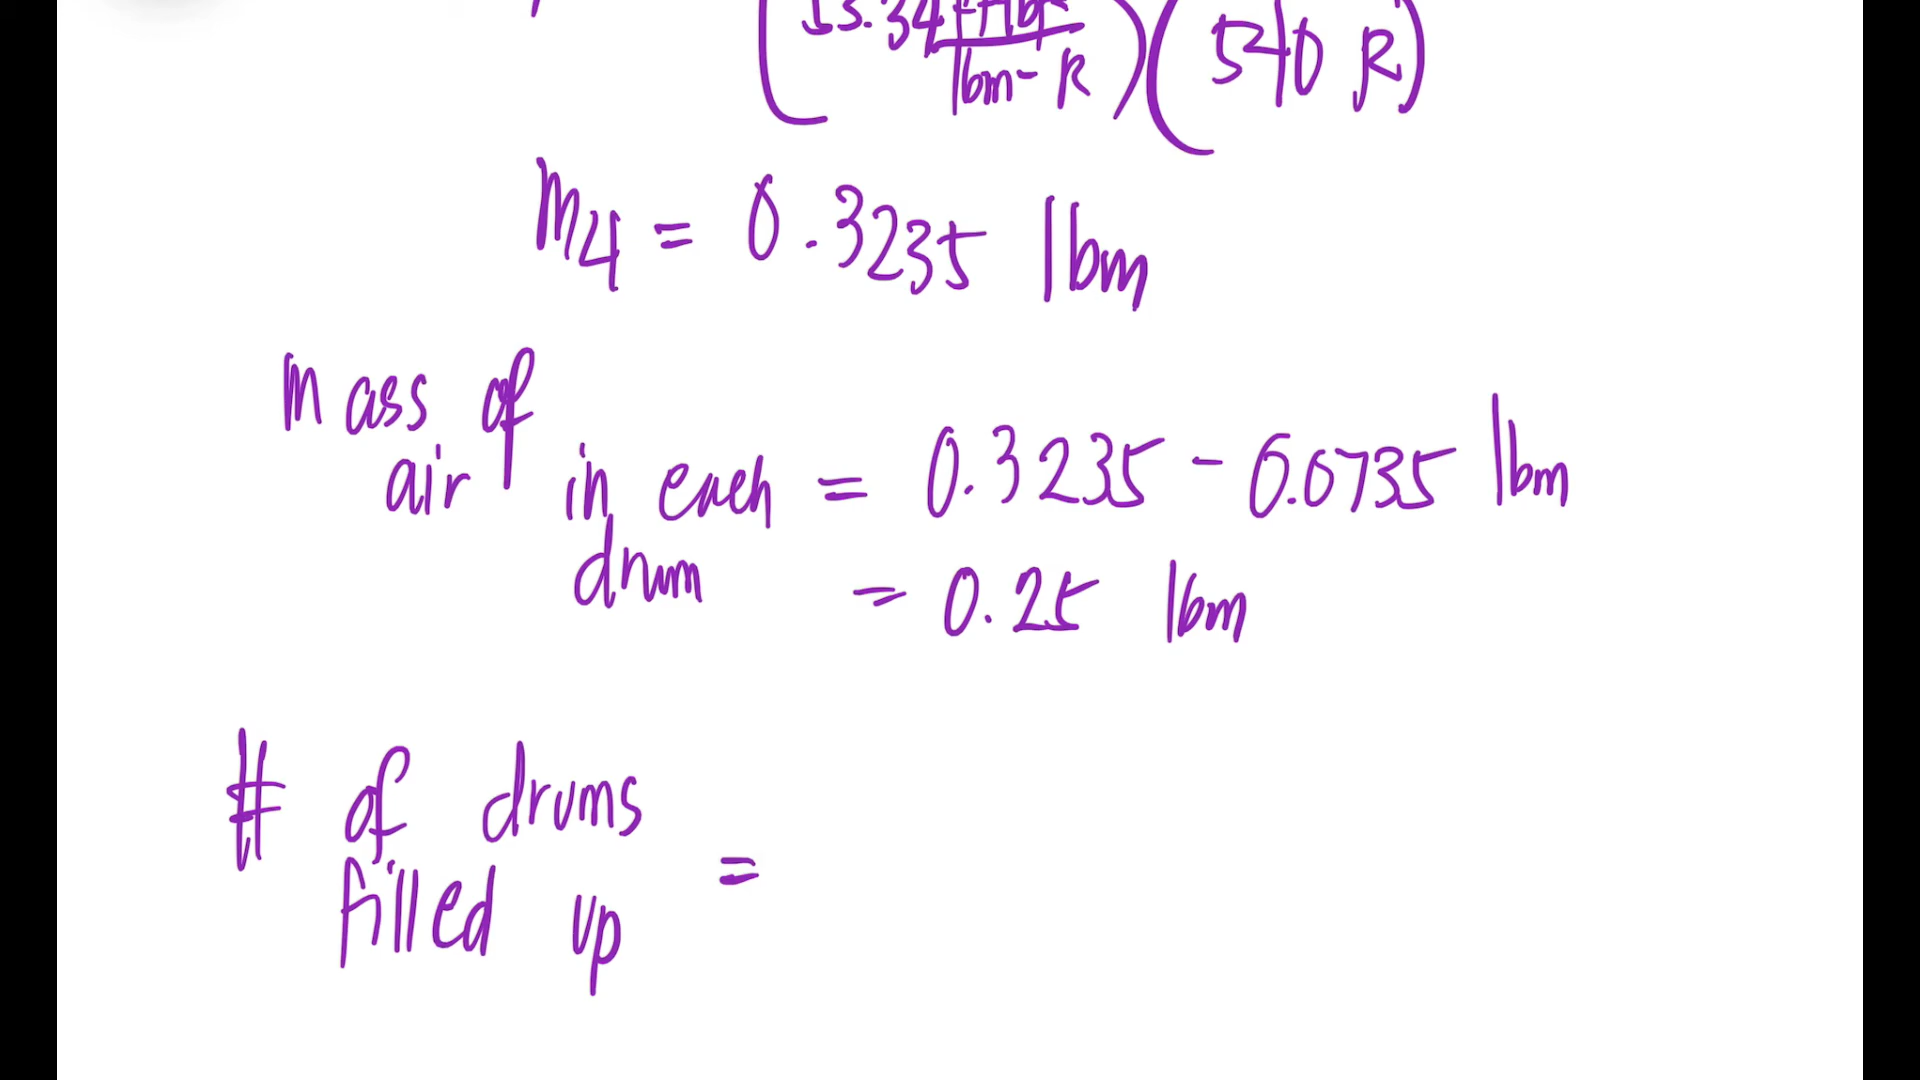 (53.34 ft-lbf / lbm-R) (540 R)
m4 = 0.3235 lbm
mass of
air in each = 0.3235 - 0.0735 lbm
drum = 0.25 lbm
# of drums
filled up =